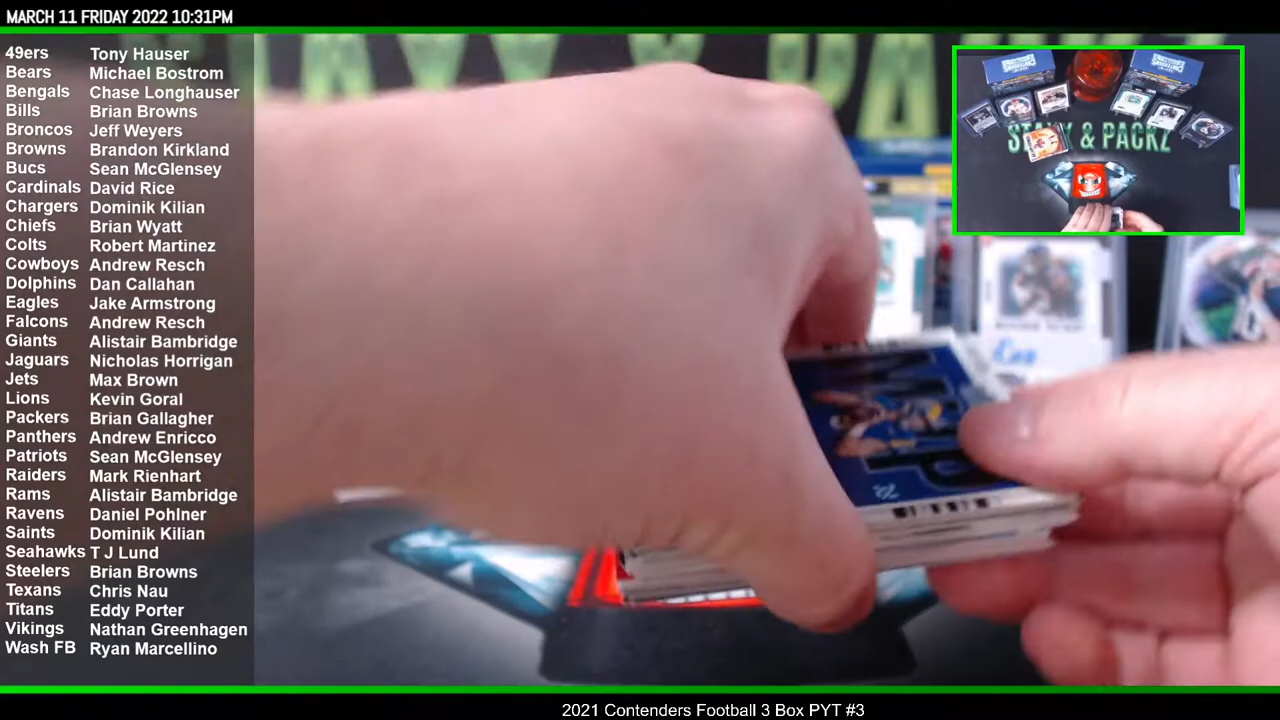 MARCH 11 FRIDAY 2022 10:31PM
49ers Tony Hauser
Bears Michael Bostrom
Bengals Chase Longhauser
Bills Brian Browns
Broncos Jeff Weyers
Browns Brandon Kirkland
Bucs Sean McGlensey
Cardinals David Rice
Chargers Dominik Kilian
Chiefs Brian Wyatt
Colts Robert Martinez
Cowboys Andrew Resch
Dolphins Dan Callahan
Eagles Jake Armstrong
Falcons Andrew Resch
Giants Alistair Bambridge
Jaguars Nicholas Horrigan
Jets Max Brown
Lions Kevin Goral
Packers Brian Gallagher
Panthers Andrew Enricco
Patriots Sean McGlensey
Raiders Mark Rienhart
Rams Alistair Bambridge
Ravens Daniel Pohlner
Saints Dominik Kilian
Seahawks T J Lund
Steelers Brian Browns
Texans Chris Nau
Titans Eddy Porter
Vikings Nathan Greenhagen
Wash FB Ryan Marcellino
& PACKZ
2021 Contenders Football 3 Box PYT #3